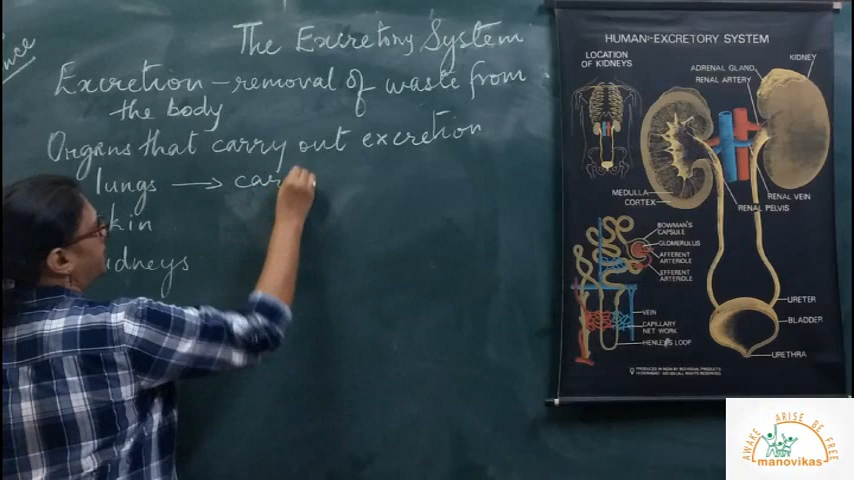 The Excretory System
Excretion – removal of waste from
the body
Organs that carry out excretion
lungs → car
kin
idneys
HUMAN EXCRETORY SYSTEM
LOCATION
OF KIDNEYS
KIDNEY
ADRENAL GLAND
RENAL ARTERY
MEDULLA
CORTEX
RENAL VEIN
RENAL PELVIS
BOWMAN'S
CAPSULE
GLOMERULUS
AFFERENT
ARTERIOLE
EFFERENT
ARTERIOLE
VEIN
CAPILLARY
NET WORK
HENLEY'S LOOP
URETER
BLADDER
URETHRA
AWAKE ARISE BE FREE
manovikas